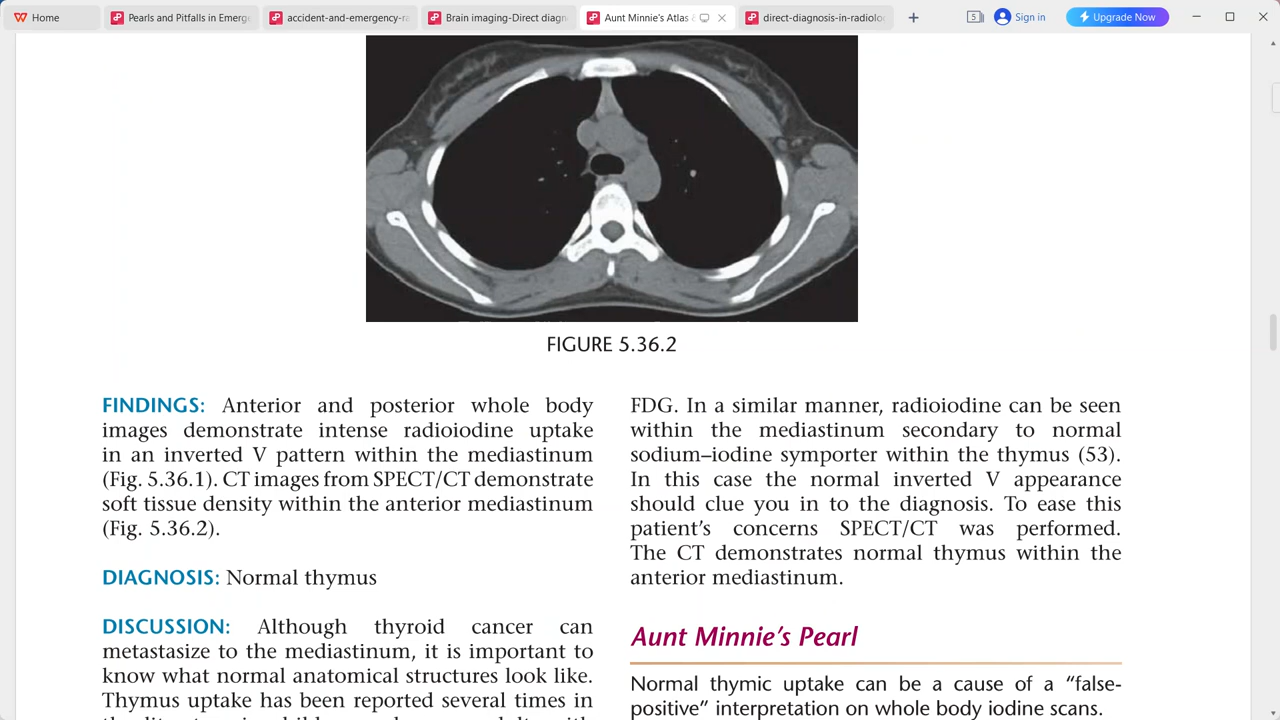 Home
Pearls and Pitfalls in Emerg
accident-and-emergency-ra
Brain imaging-Direct diagn
Aunt Minnie's Atlas
direct-diagnosis-in-radiolo
5
Sign in
Upgrade Now
FIGURE 5.36.2
FINDINGS: Anterior and posterior whole body
images demonstrate intense radioiodine uptake
in an inverted V pattern within the mediastinum
(Fig. 5.36.1). CT images from SPECT/CT demonstrate
soft tissue density within the anterior mediastinum
(Fig. 5.36.2).
DIAGNOSIS: Normal thymus
DISCUSSION: Although thyroid cancer can
metastasize to the mediastinum, it is important to
know what normal anatomical structures look like.
Thymus uptake has been reported several times in
FDG. In a similar manner, radioiodine can be seen
within the mediastinum secondary to normal
sodium–iodine symporter within the thymus (53).
In this case the normal inverted V appearance
should clue you in to the diagnosis. To ease this
patient's concerns SPECT/CT was performed.
The CT demonstrates normal thymus within the
anterior mediastinum.
Aunt Minnie's Pearl
Normal thymic uptake can be a cause of a "false-
positive" interpretation on whole body iodine scans.